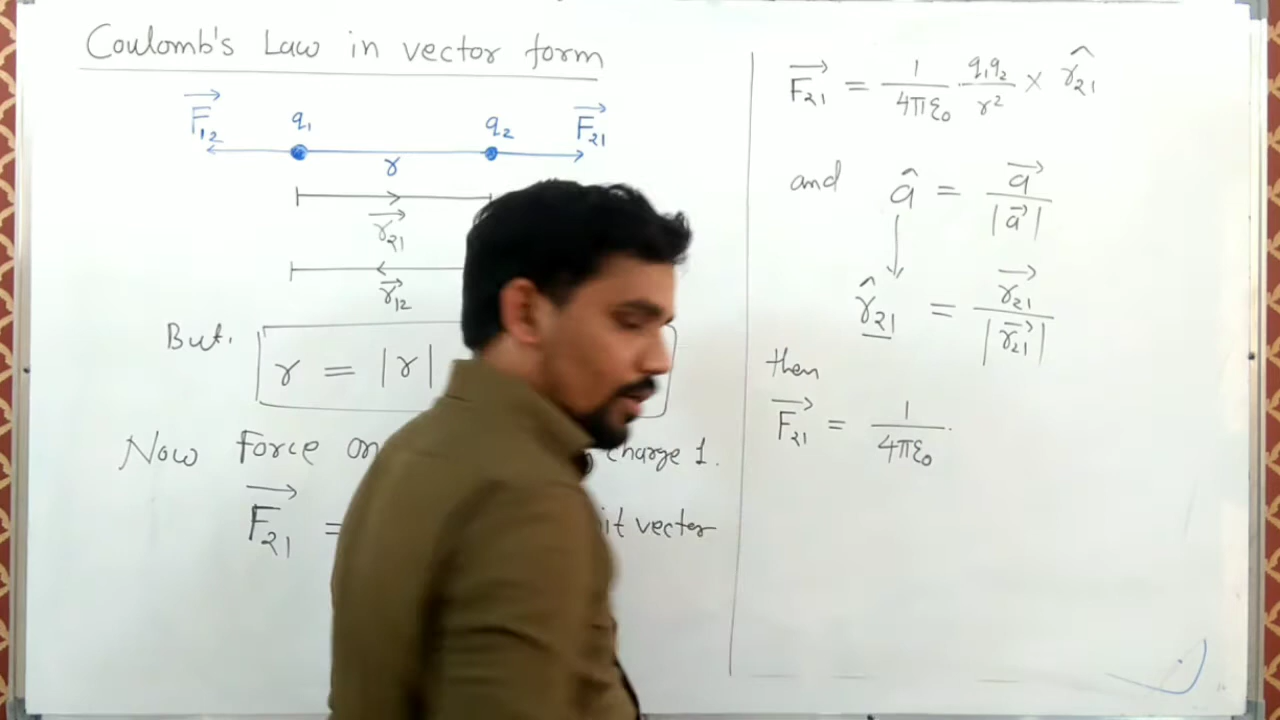 Coulomb's Law in vector form
F₁₂⃗ q₁ q₂ F₂₁⃗
r
r₂₁⃗
r₁₂⃗
But. r = |r|
Now Force on charge 1.
F₂₁⃗ = it vector
F₂₁⃗ = 1/4πε₀ · q₁q₂/r² × r̂₂₁
and â = a⃗/|a⃗|
r̂₂₁ = r₂₁⃗/|r₂₁⃗|
then
F₂₁⃗ = 1/4πε₀ ·